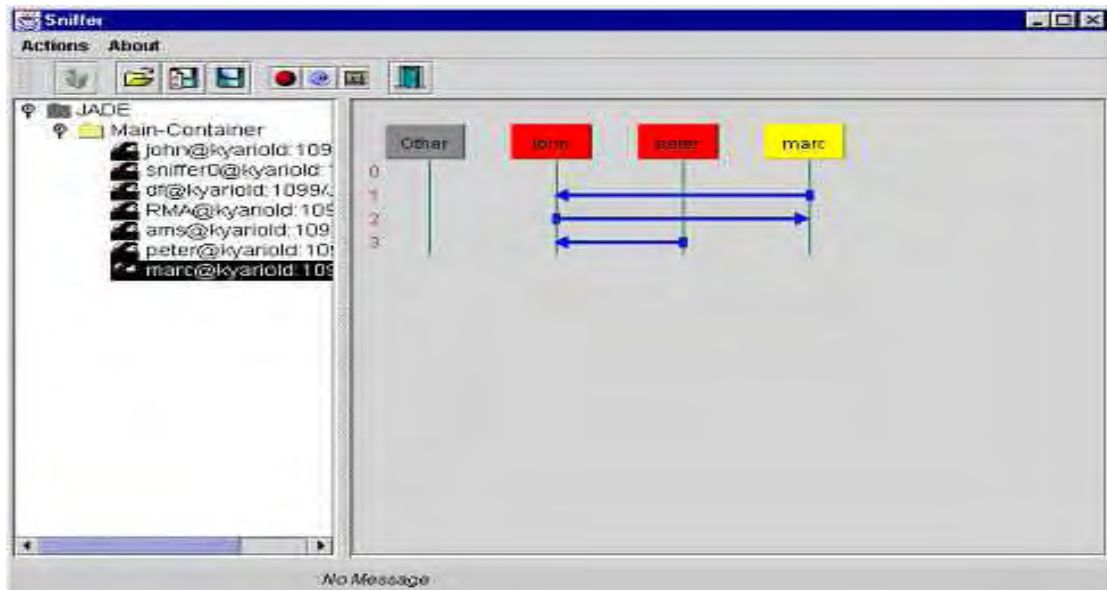 Sniffer
Actions About
JADE
Main-Container
john@kyariold:109
sniffer0@kyariold:
df@kyariold:1099/
RMA@kyariold:109
ams@kyariold:109
peter@kyariold:10
marc@kyariold:109
Other john peter marc
0
1
2
3
No Message